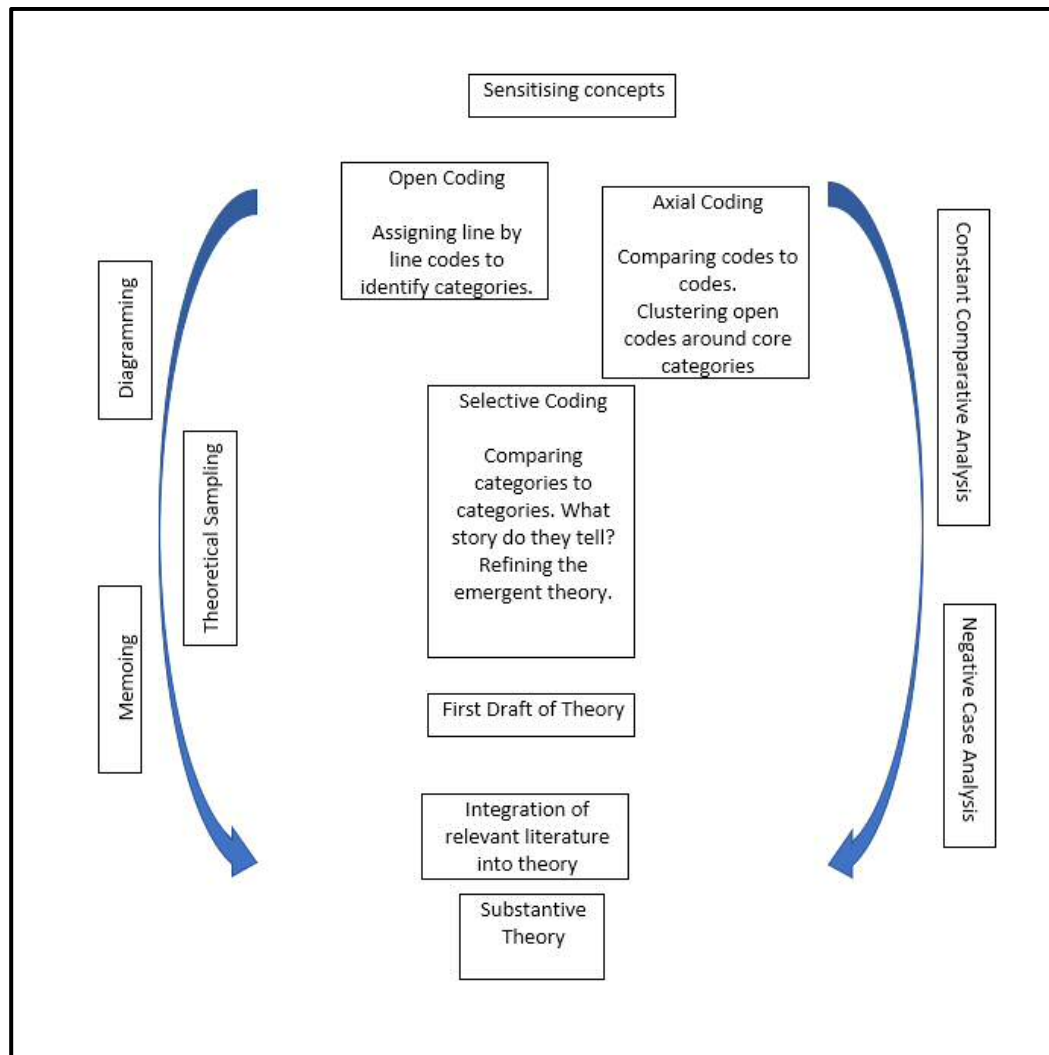 Sensitising concepts
Open Coding
Assigning line by
line codes to
identify categories.
Axial Coding
Comparing codes to
codes.
Clustering open
codes around core
categories
Selective Coding
Comparing
categories to
categories. What
story do they tell?
Refining the
emergent theory.
First Draft of Theory
Integration of
relevant literature
into theory
Substantive
Theory
Diagramming
Theoretical Sampling
Memoing
Constant Comparative Analysis
Negative Case Analysis